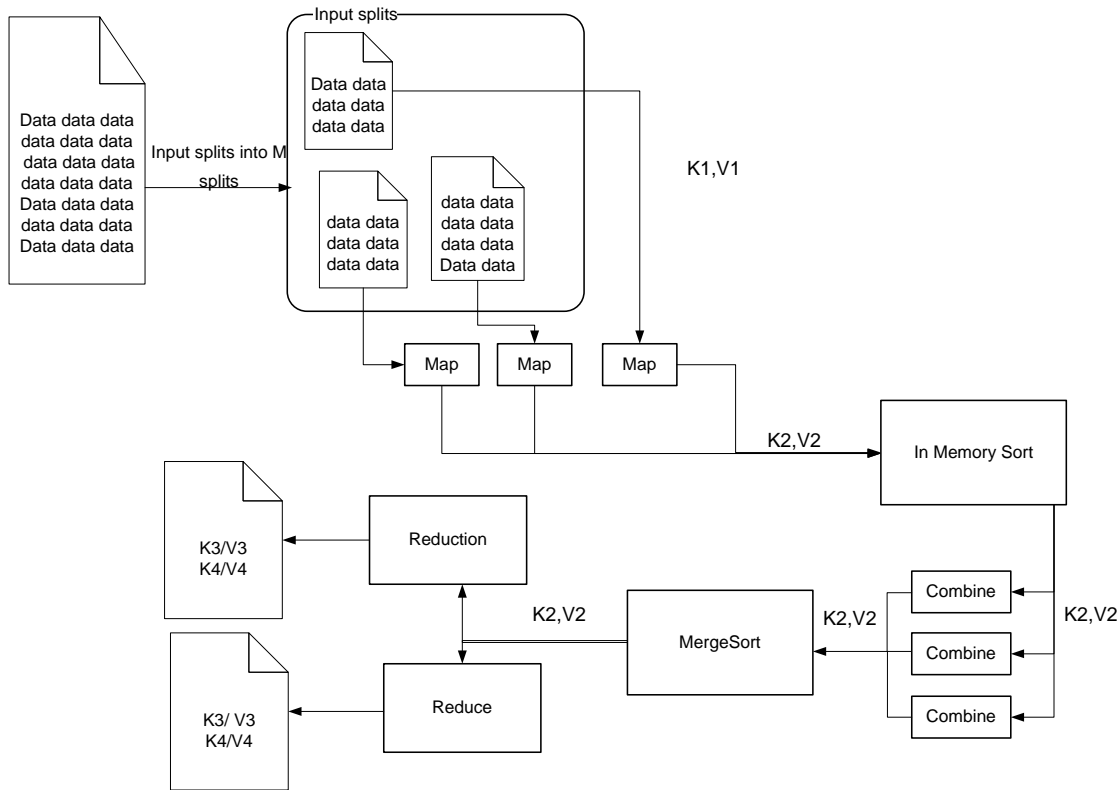 Input splits
Data data data
data data data
data data data
data data data
Data data data
data data data
Data data data
Input splits into M
splits
Data data
data data
data data
data data
data data
data data
data data
data data
data data
Data data
K1,V1
Map
Map
Map
K2,V2
In Memory Sort
K2,V2
Combine
Combine
Combine
K2,V2
MergeSort
K2,V2
Reduction
Reduce
K3/V3
K4/V4
K3/ V3
K4/V4